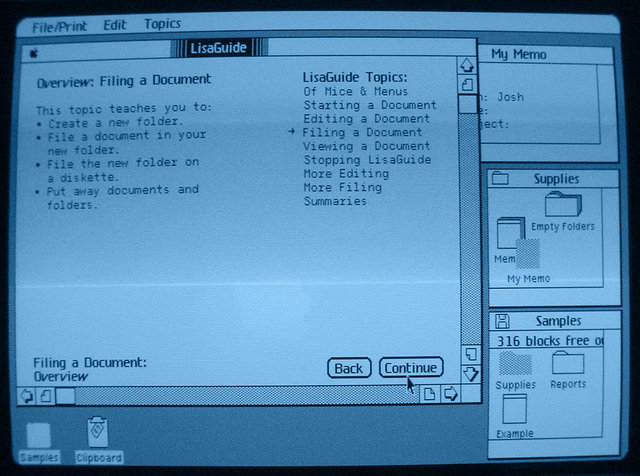 File/Print Edit Topics
LisaGuide
Overview: Filing a Document
This topic teaches you to:
• Create a new folder.
• File a document in your
new folder.
• File the new folder on
a diskette.
• Put away documents and
folders.
LisaGuide Topics:
Of Mice & Menus
Starting a Document
Editing a Document
→ Filing a Document
Viewing a Document
Stopping LisaGuide
More Editing
More Filing
Summaries
Filing a Document:
Overview
Back
Continue
My Memo
: Josh
:
ect:
Supplies
Empty Folders
Mem
My Memo
Samples
316 blocks free o
Supplies
Reports
Example
Samples
Clipboard